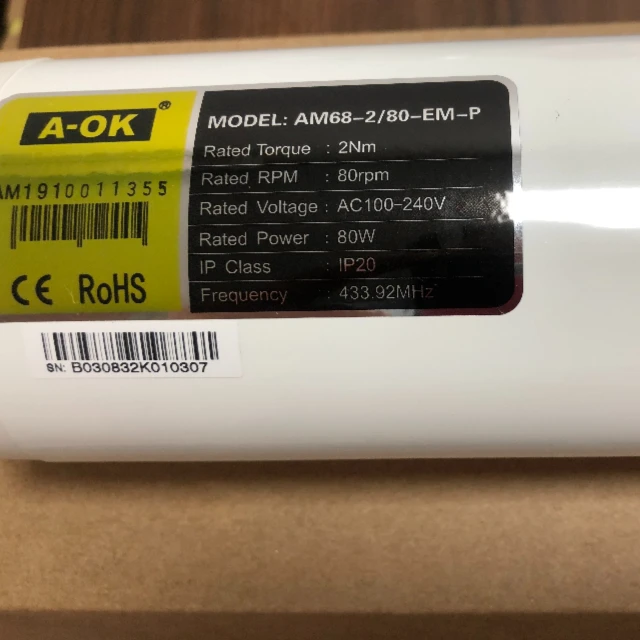 A-OK®
AM1910011355
CE RoHS
MODEL: AM68-2/80-EM-P
Rated Torque : 2Nm
Rated RPM : 80rpm
Rated Voltage : AC100-240V
Rated Power : 80W
IP Class : IP20
Frequency : 433.92MHz
SN: B030832K010307